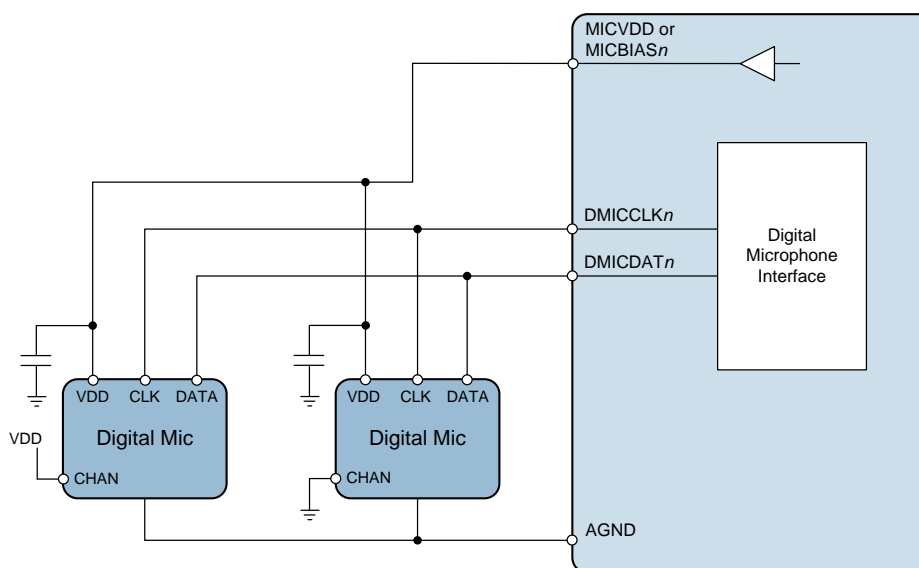 MICVDD or
MICBIASn
DMICCLKn
DMICDATn
Digital
Microphone
Interface
VDD CLK DATA
Digital Mic
VDD
CHAN
VDD CLK DATA
Digital Mic
CHAN
AGND